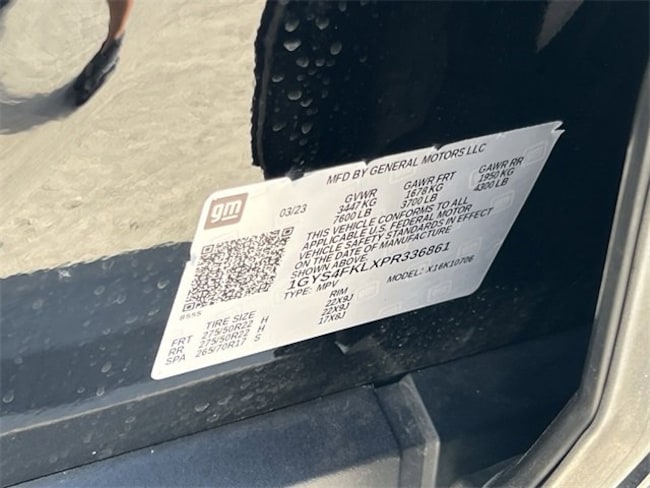 gm
MFD BY GENERAL MOTORS LLC
03/23 GVWR GAWR FRT GAWR RR
3447 KG 1678 KG 1950 KG
7600 LB 3700 LB 4300 LB
THIS VEHICLE CONFORMS TO ALL
APPLICABLE U.S. FEDERAL MOTOR
VEHICLE SAFETY STANDARDS IN EFFECT
ON THE DATE OF MANUFACTURE
SHOWN ABOVE.
1GYS4FKLXPR336861
TYPE: MPV MODEL: X16K10706
8555
TIRE SIZE RIM
FRT 275/50R22 H 22X9J
RR 275/50R22 H 22X9J
SPA 265/70R17 S 17X8J